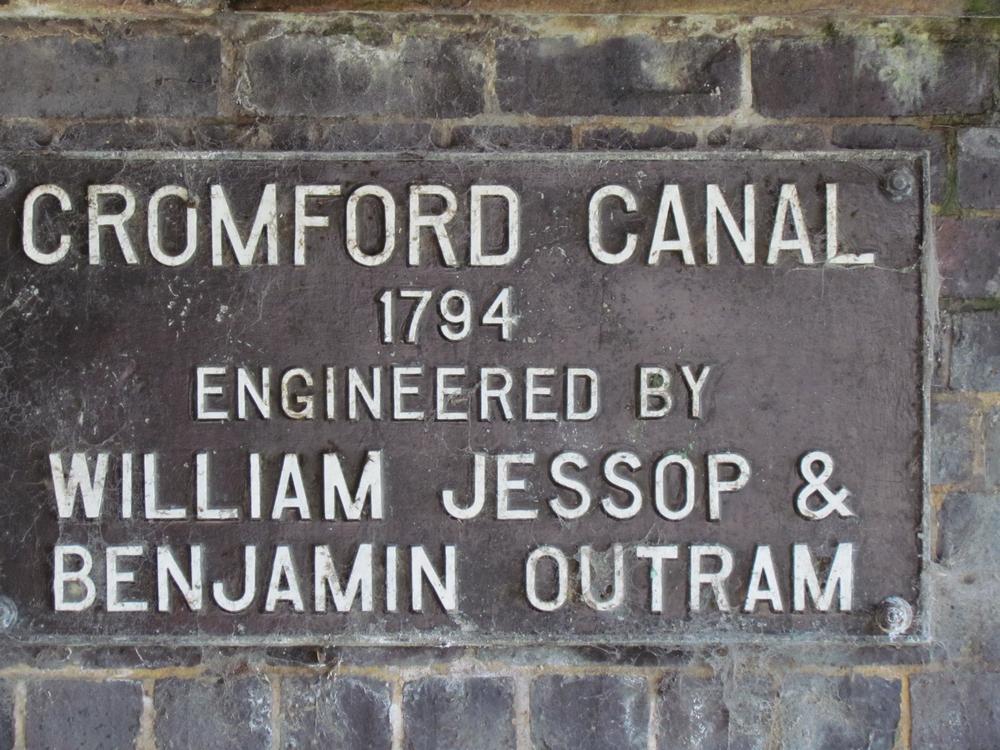 CROMFORD CANAL
1794
ENGINEERED BY
WILLIAM JESSOP &
BENJAMIN OUTRAM